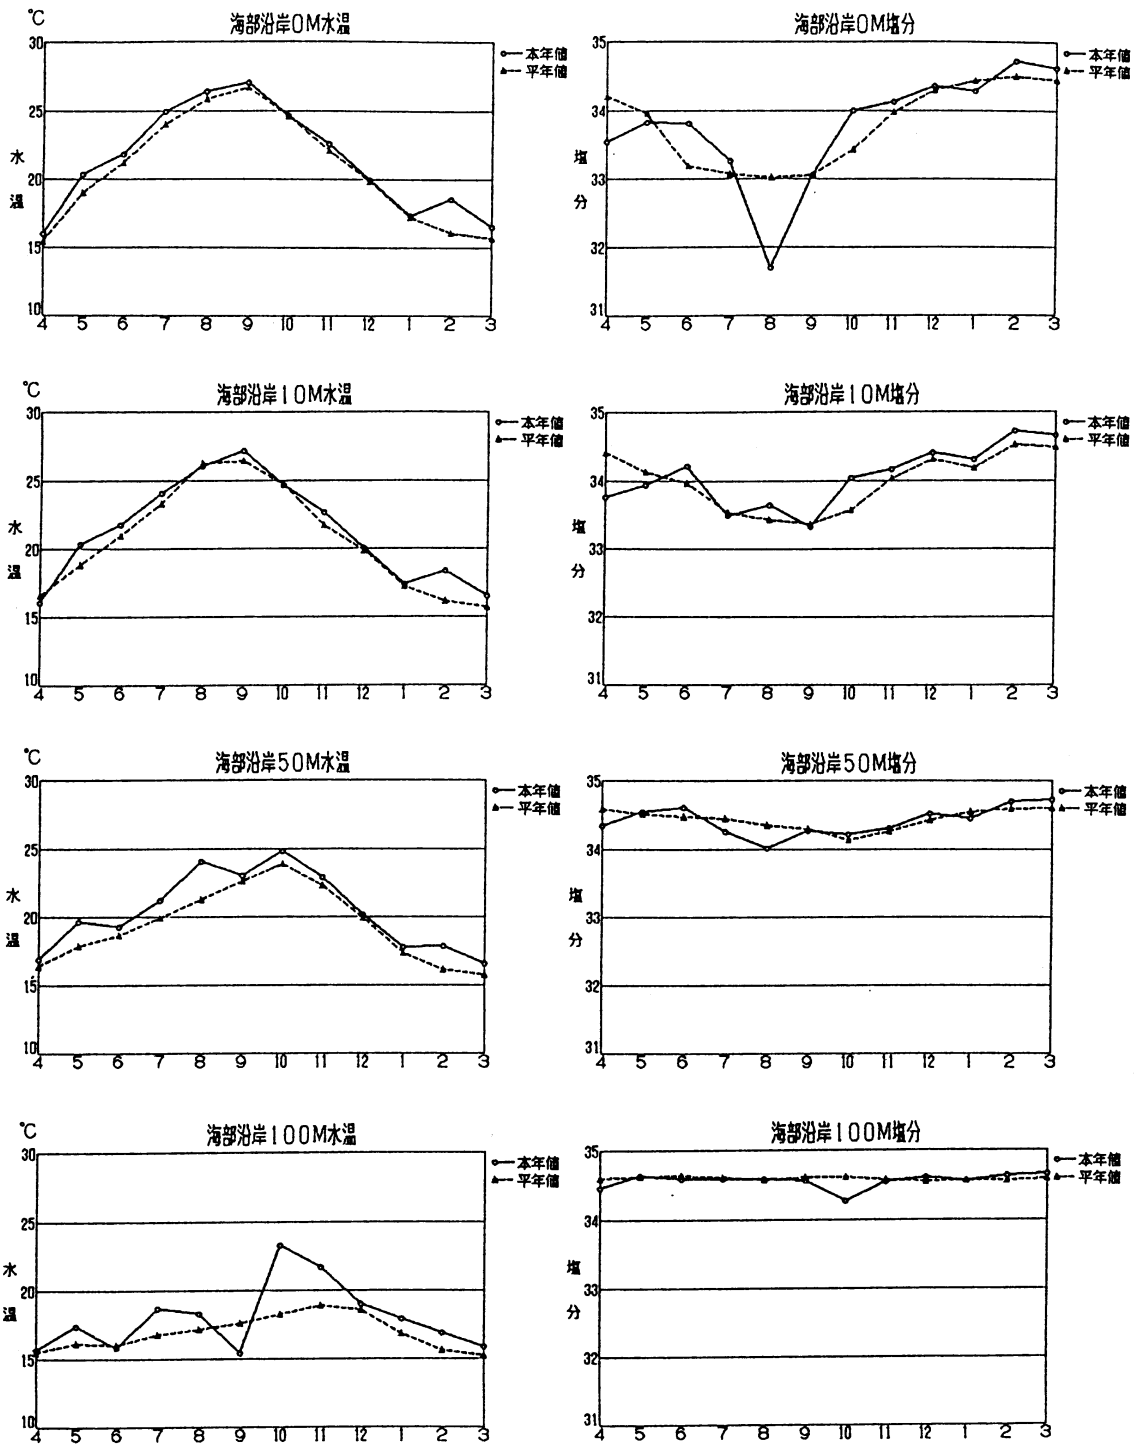 海部沿岸0M水温
℃
30
25
20
15
10
水
温
4 5 6 7 8 9 10 11 12 1 2 3
本年値
平年値
海部沿岸0M塩分
35
34
33
32
31
塩
分
4 5 6 7 8 9 10 11 12 1 2 3
本年値
平年値
海部沿岸10M水温
℃
30
25
20
15
10
水
温
4 5 6 7 8 9 10 11 12 1 2 3
本年値
平年値
海部沿岸10M塩分
35
34
33
32
31
塩
分
4 5 6 7 8 9 10 11 12 1 2 3
本年値
平年値
海部沿岸50M水温
℃
30
25
20
15
10
水
温
4 5 6 7 8 9 10 11 12 1 2 3
本年値
平年値
海部沿岸50M塩分
35
34
33
32
31
塩
分
4 5 6 7 8 9 10 11 12 1 2 3
本年値
平年値
海部沿岸100M水温
℃
30
25
20
15
10
水
温
4 5 6 7 8 9 10 11 12 1 2 3
本年値
平年値
海部沿岸100M塩分
35
34
33
32
31
塩
分
4 5 6 7 8 9 10 11 12 1 2 3
本年値
平年値